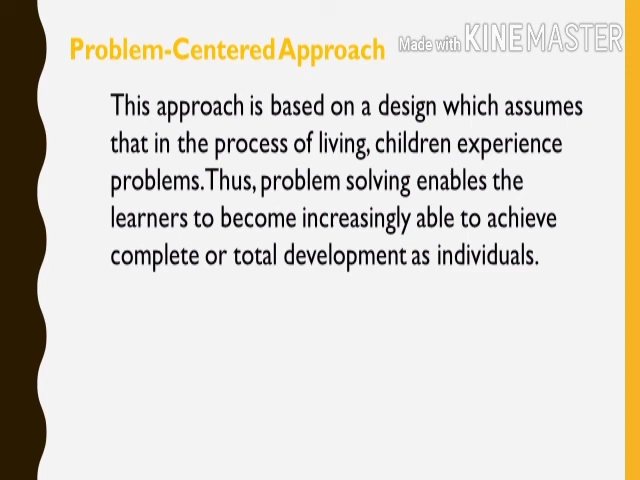 Problem-Centered Approach
Made with KINEMASTER
This approach is based on a design which assumes
that in the process of living, children experience
problems.Thus, problem solving enables the
learners to become increasingly able to achieve
complete or total development as individuals.